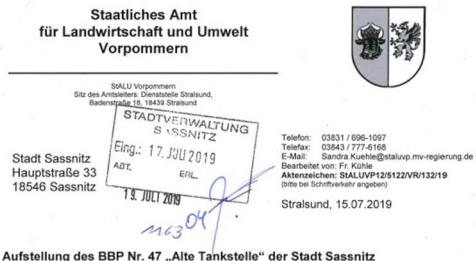 Staatliches Amt
für Landwirtschaft und Umwelt
Vorpommern
StALU Vorpommern
Sitz des Amtsleiters: Dienststelle Stralsund,
Badenstraße 18, 18439 Stralsund
STADTVERWALTUNG
SASSNITZ
Eing.: 17. JULI 2019
ABT. ERL.
19. JULI 2019
Stadt Sassnitz
Hauptstraße 33
18546 Sassnitz
Telefon: 03831 / 696-1097
Telefax: 03843 / 777-6168
E-Mail: Sandra.Kuehle@staluvp.mv-regierung.de
Bearbeitet von: Fr. Kühle
Aktenzeichen: StALUVP12/5122/VR/132/19
(bitte bei Schriftverkehr angeben)
Stralsund, 15.07.2019
1163 04
Aufstellung des BBP Nr. 47 „Alte Tankstelle“ der Stadt Sassnitz